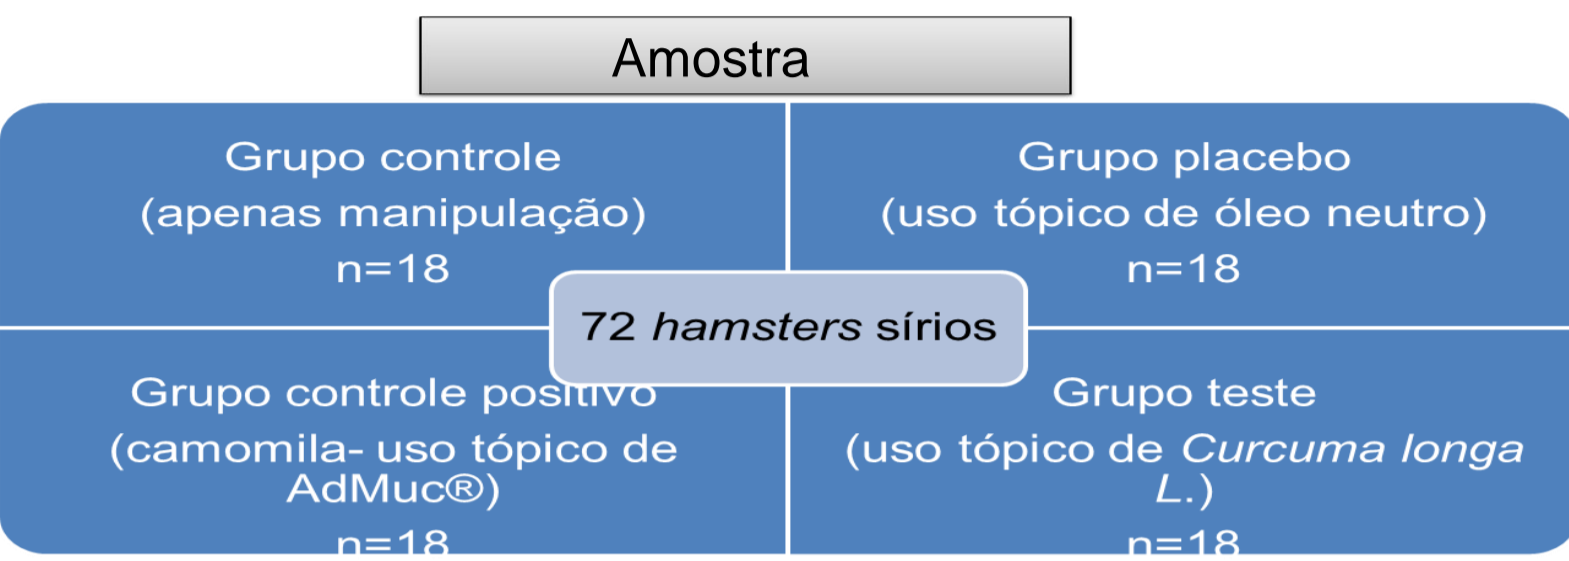 Amostra
Grupo controle
(apenas manipulação)
n=18
Grupo placebo
(uso tópico de óleo neutro)
n=18
72 hamsters sírios
Grupo controle positivo
(camomila- uso tópico de
AdMuc®)
n=18
Grupo teste
(uso tópico de Curcuma longa
L.)
n=18